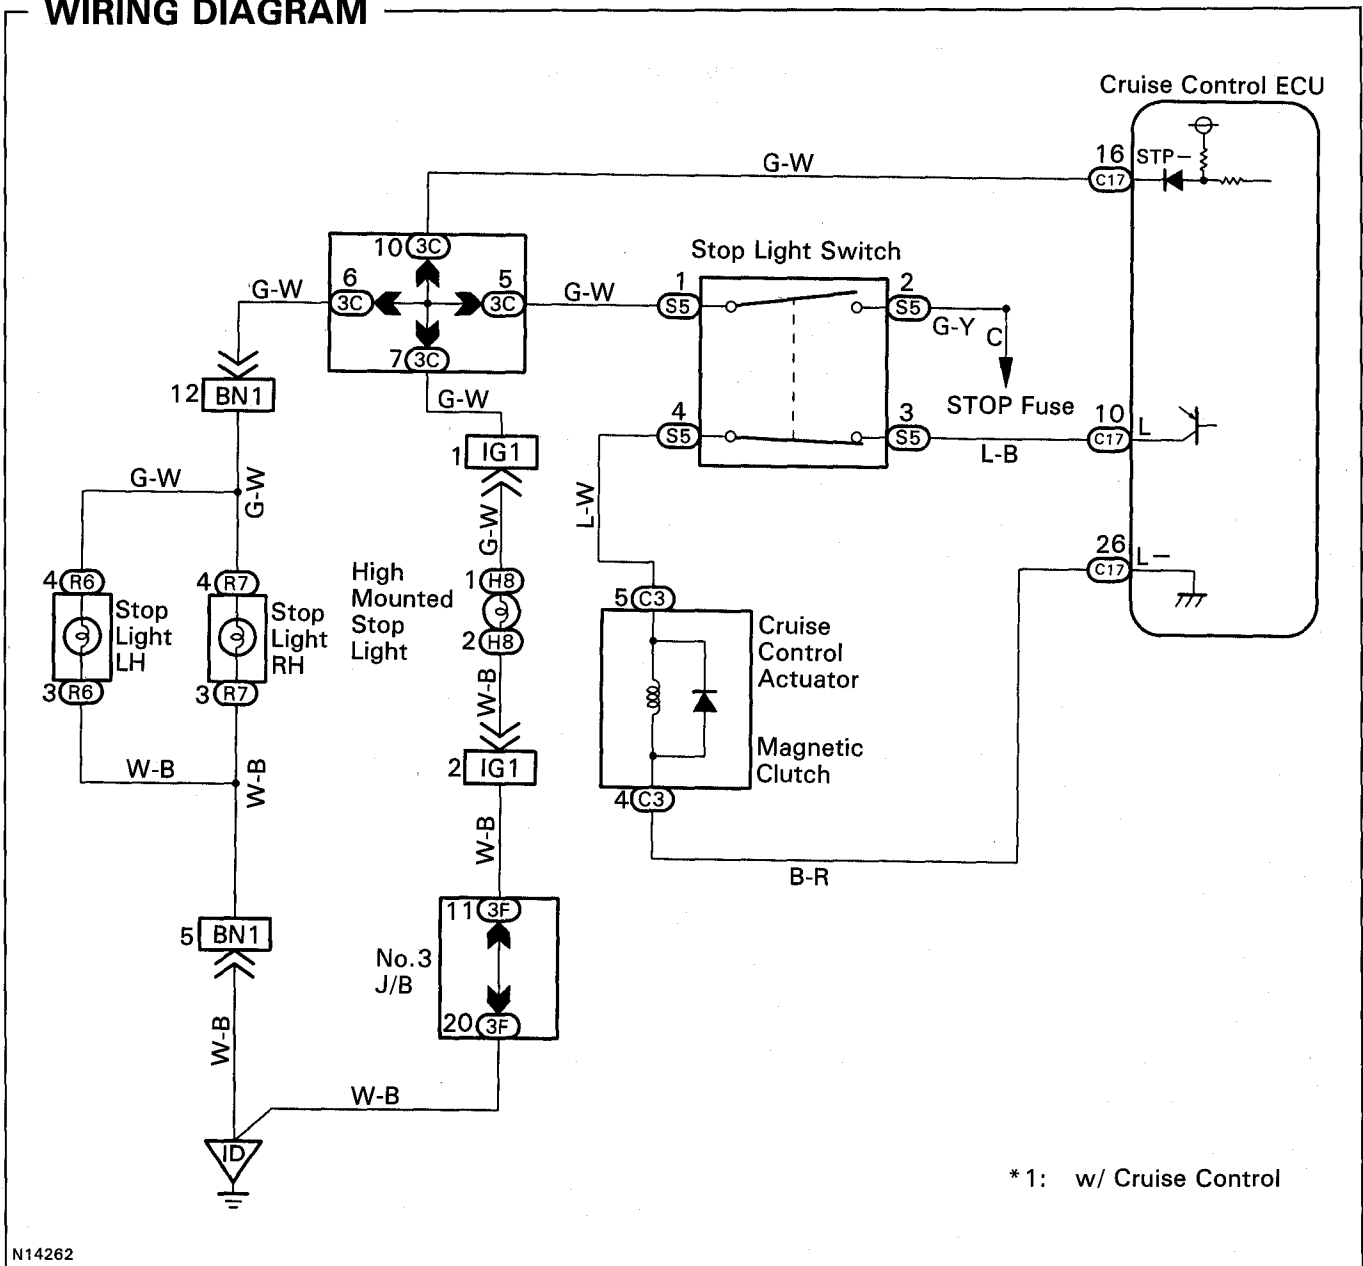 WIRING DIAGRAM
Cruise Control ECU
16
C17
STP–
G-W
10
3C
6
3C
5
3C
7
3C
G-W
G-W
Stop Light Switch
1
S5
2
S5
G-Y
C
STOP Fuse
4
S5
3
S5
L-B
10
C17
L
26
C17
L–
12
BN1
G-W
1
IG1
G-W
G-W
G-W
L-W
4
R6
Stop
Light
LH
3
R6
4
R7
Stop
Light
RH
3
R7
High
Mounted
Stop
Light
1
H8
2
H8
5
C3
Cruise
Control
Actuator
Magnetic
Clutch
4
C3
W-B
W-B
W-B
2
IG1
W-B
B-R
5
BN1
No.3
J/B
11
3F
20
3F
W-B
W-B
ID
*1: w/ Cruise Control
N14262